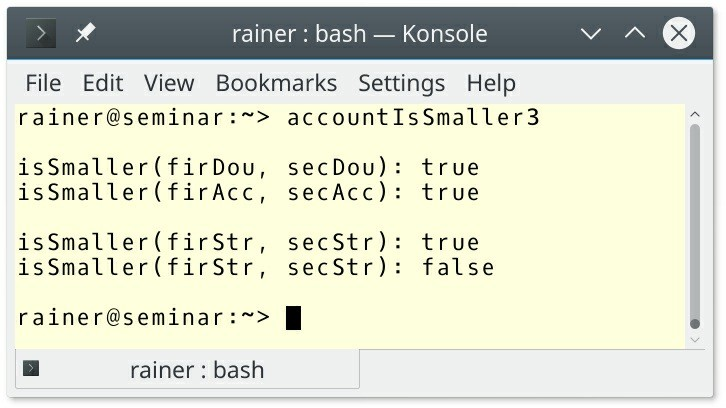 rainer : bash — Konsole
File Edit View Bookmarks Settings Help
rainer@seminar:~> accountIsSmaller3
isSmaller(firDou, secDou): true
isSmaller(firAcc, secAcc): true
isSmaller(firStr, secStr): true
isSmaller(firStr, secStr): false
rainer@seminar:~>
rainer : bash